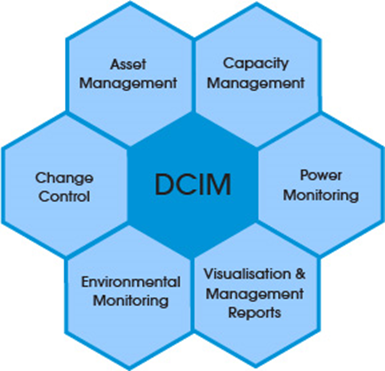 Asset
Management
Capacity
Management
Change
Control
DCIM
Power
Monitoring
Environmental
Monitoring
Visualisation &
Management
Reports